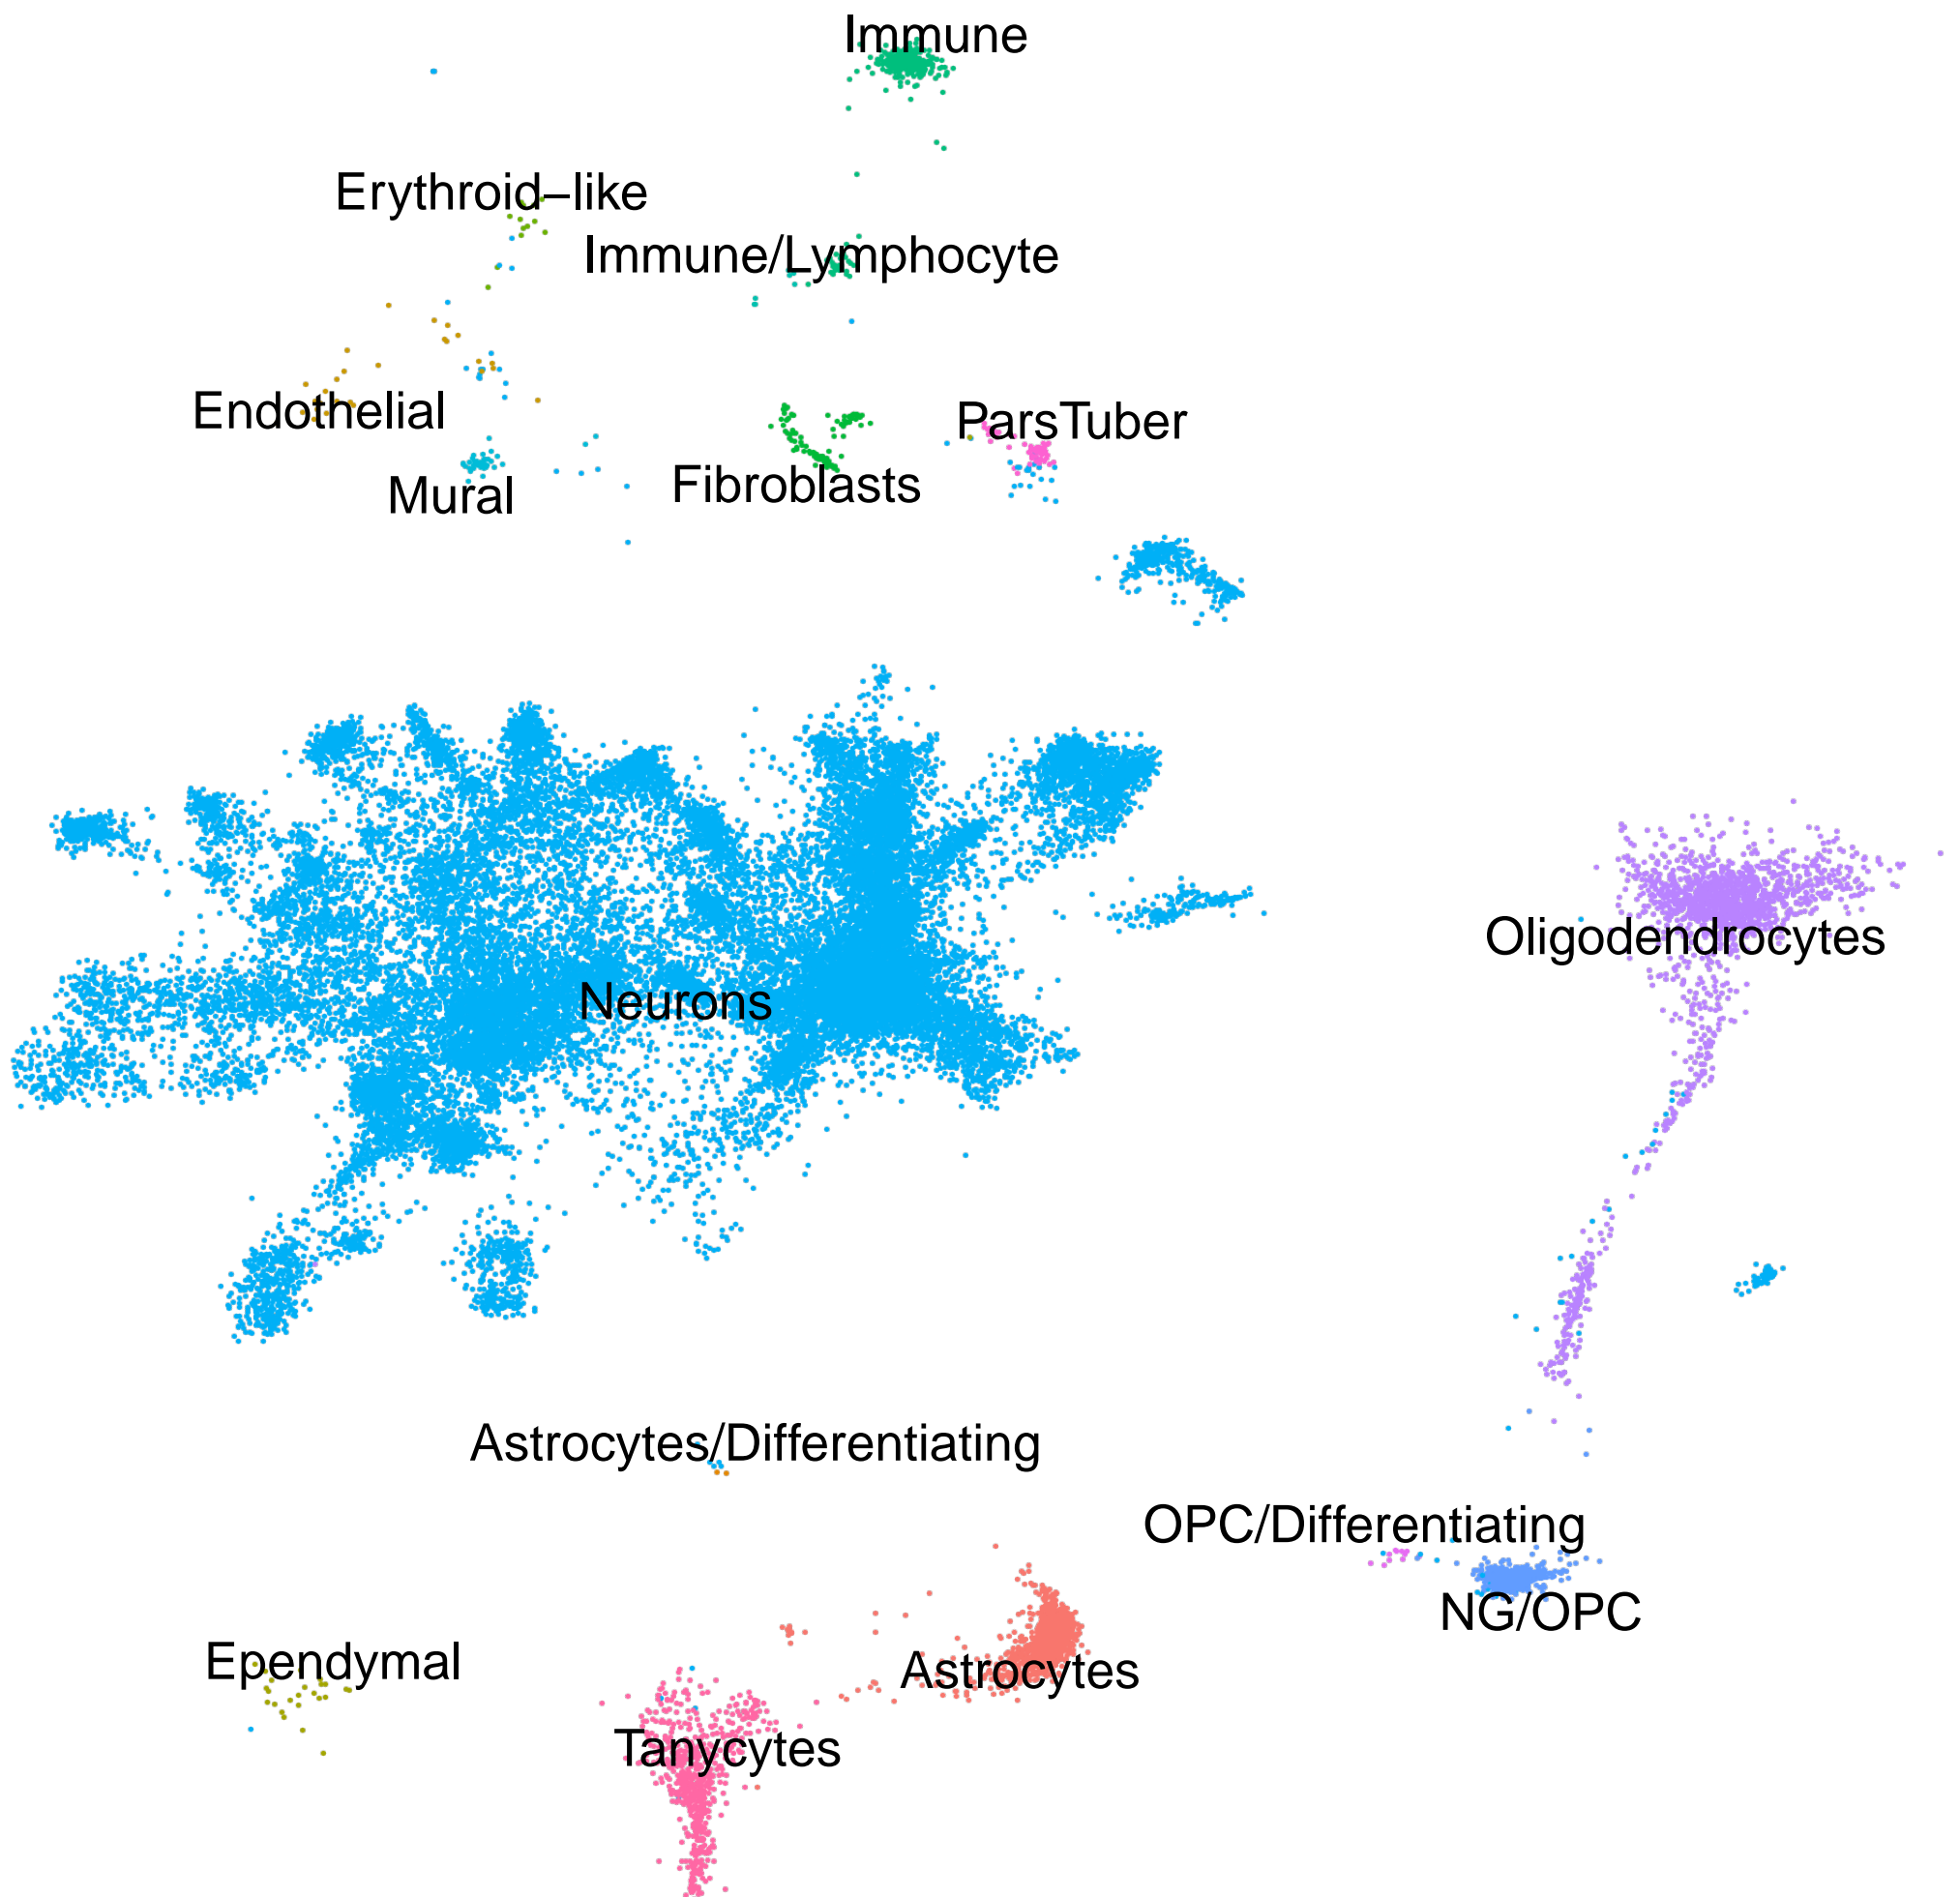 Immune
Erythroid–like
Immune/Lymphocyte
Endothelial
ParsTuber
Mural
Fibroblasts
Oligodendrocytes
Neurons
Astrocytes/Differentiating
OPC/Differentiating
NG/OPC
Ependymal
Astrocytes
Tanycytes